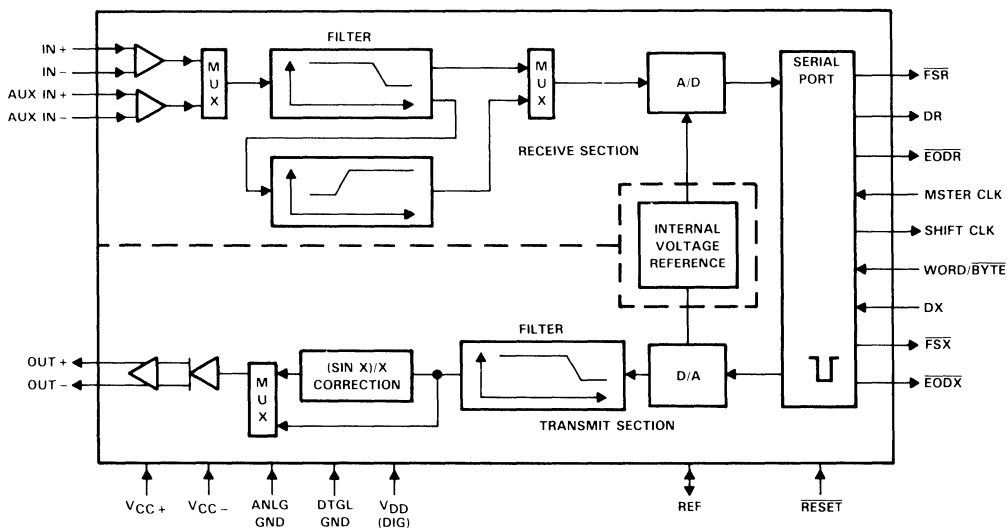 FILTER
IN +
IN –
AUX IN +
AUX IN –
M
U
X
M
U
X
A/D
SERIAL
PORT
RECEIVE SECTION
INTERNAL
VOLTAGE
REFERENCE
FSR
DR
EODR
MSTER CLK
SHIFT CLK
WORD/BYTE
DX
FSX
EODX
FILTER
OUT +
OUT –
M
U
X
(SIN X)/X
CORRECTION
D/A
TRANSMIT SECTION
VCC +
VCC –
ANLG
GND
DTGL
GND
VDD
(DIG)
REF
RESET